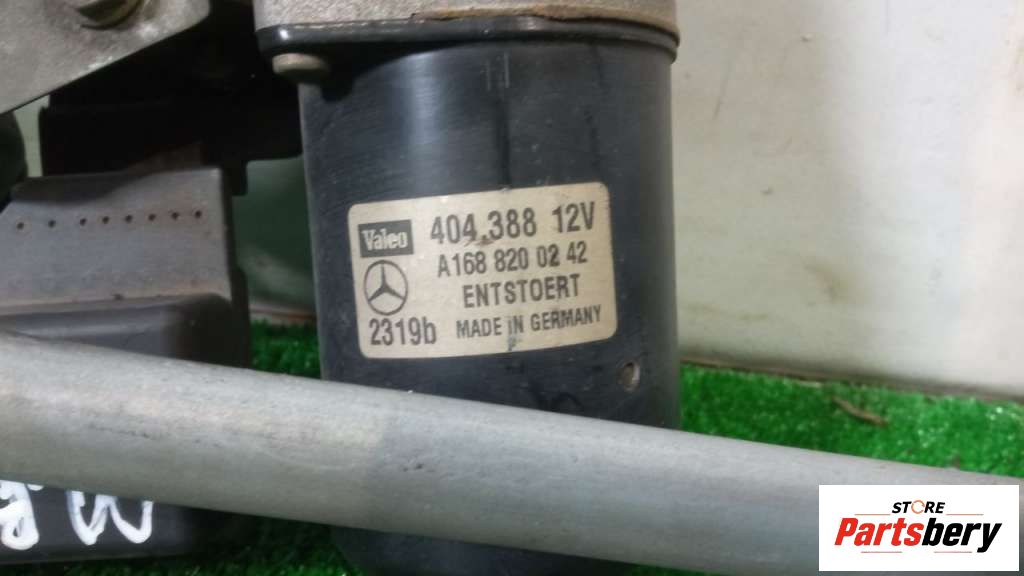 Valeo 404.388 12V
A168 820 02 42
ENTSTOERT
2319b MADE IN GERMANY
STORE
Partsbery